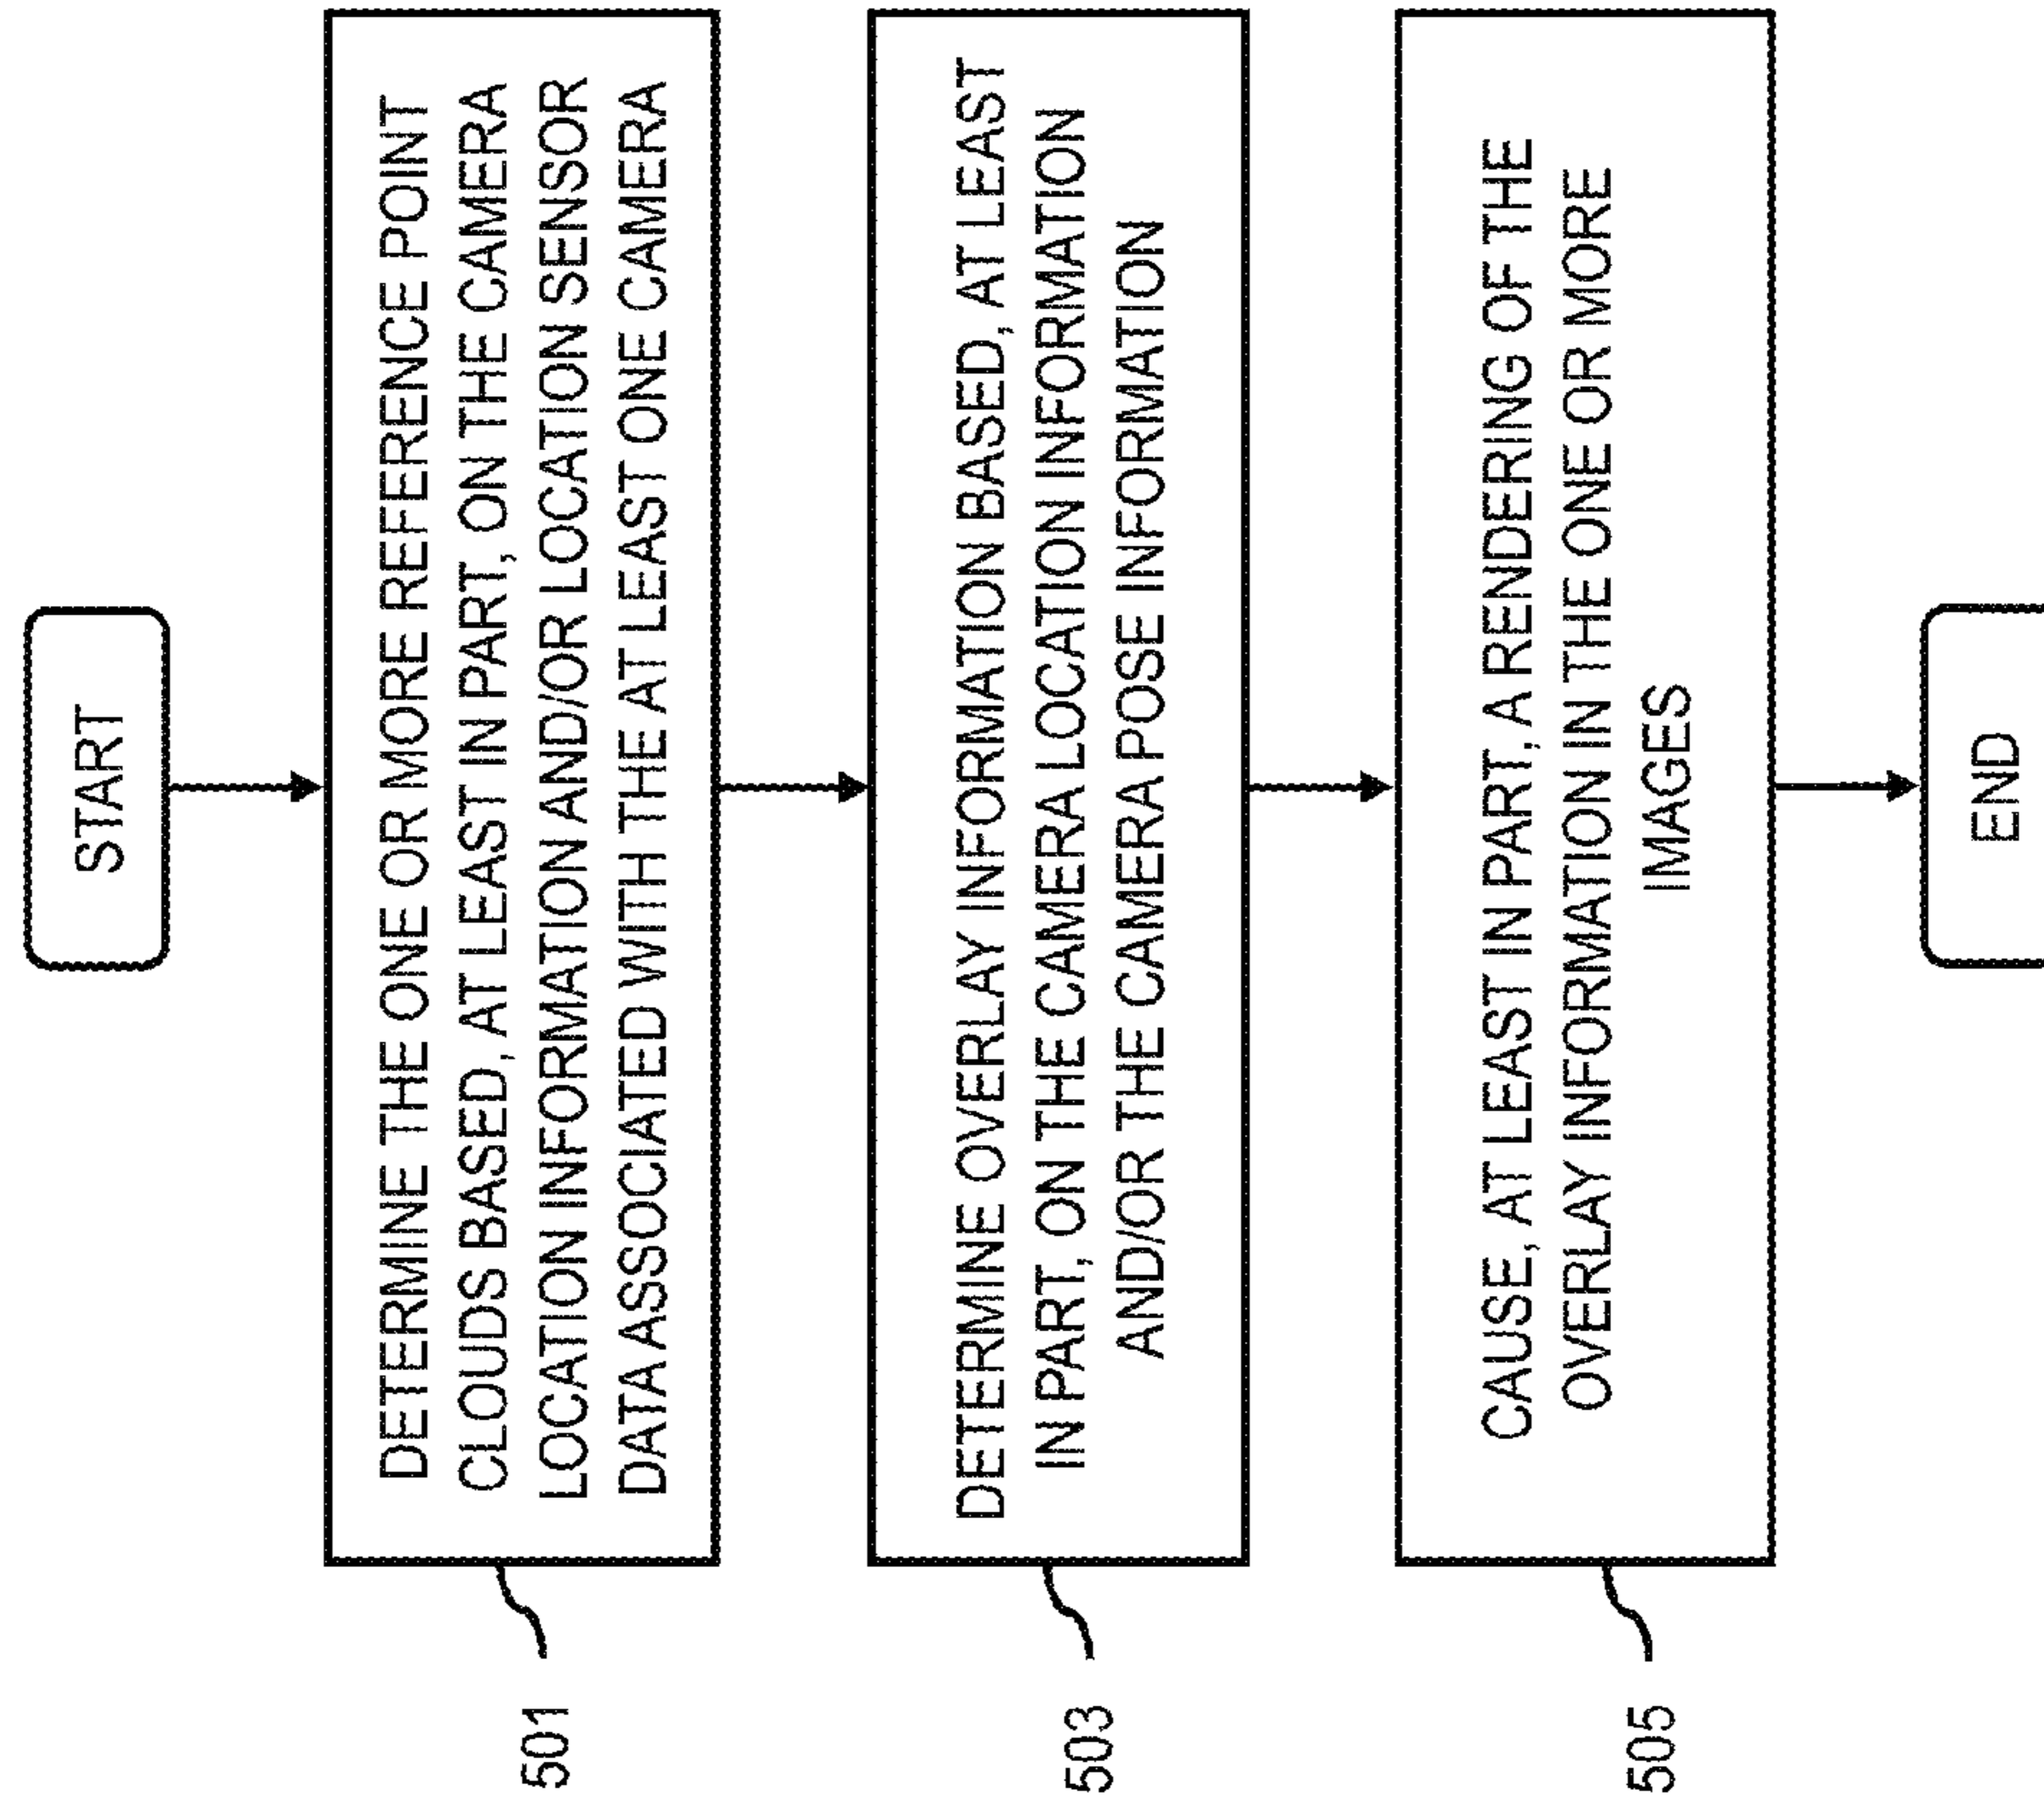 START
501
DETERMINE THE ONE OR MORE REFERENCE POINT
CLOUDS BASED, AT LEAST IN PART, ON THE CAMERA
LOCATION INFORMATION AND/OR LOCATION SENSOR
DATA ASSOCIATED WITH THE AT LEAST ONE CAMERA
503
DETERMINE OVERLAY INFORMATION BASED, AT LEAST
IN PART, ON THE CAMERA LOCATION INFORMATION
AND/OR THE CAMERA POSE INFORMATION
505
CAUSE, AT LEAST IN PART, A RENDERING OF THE
OVERLAY INFORMATION IN THE ONE OR MORE
IMAGES
END